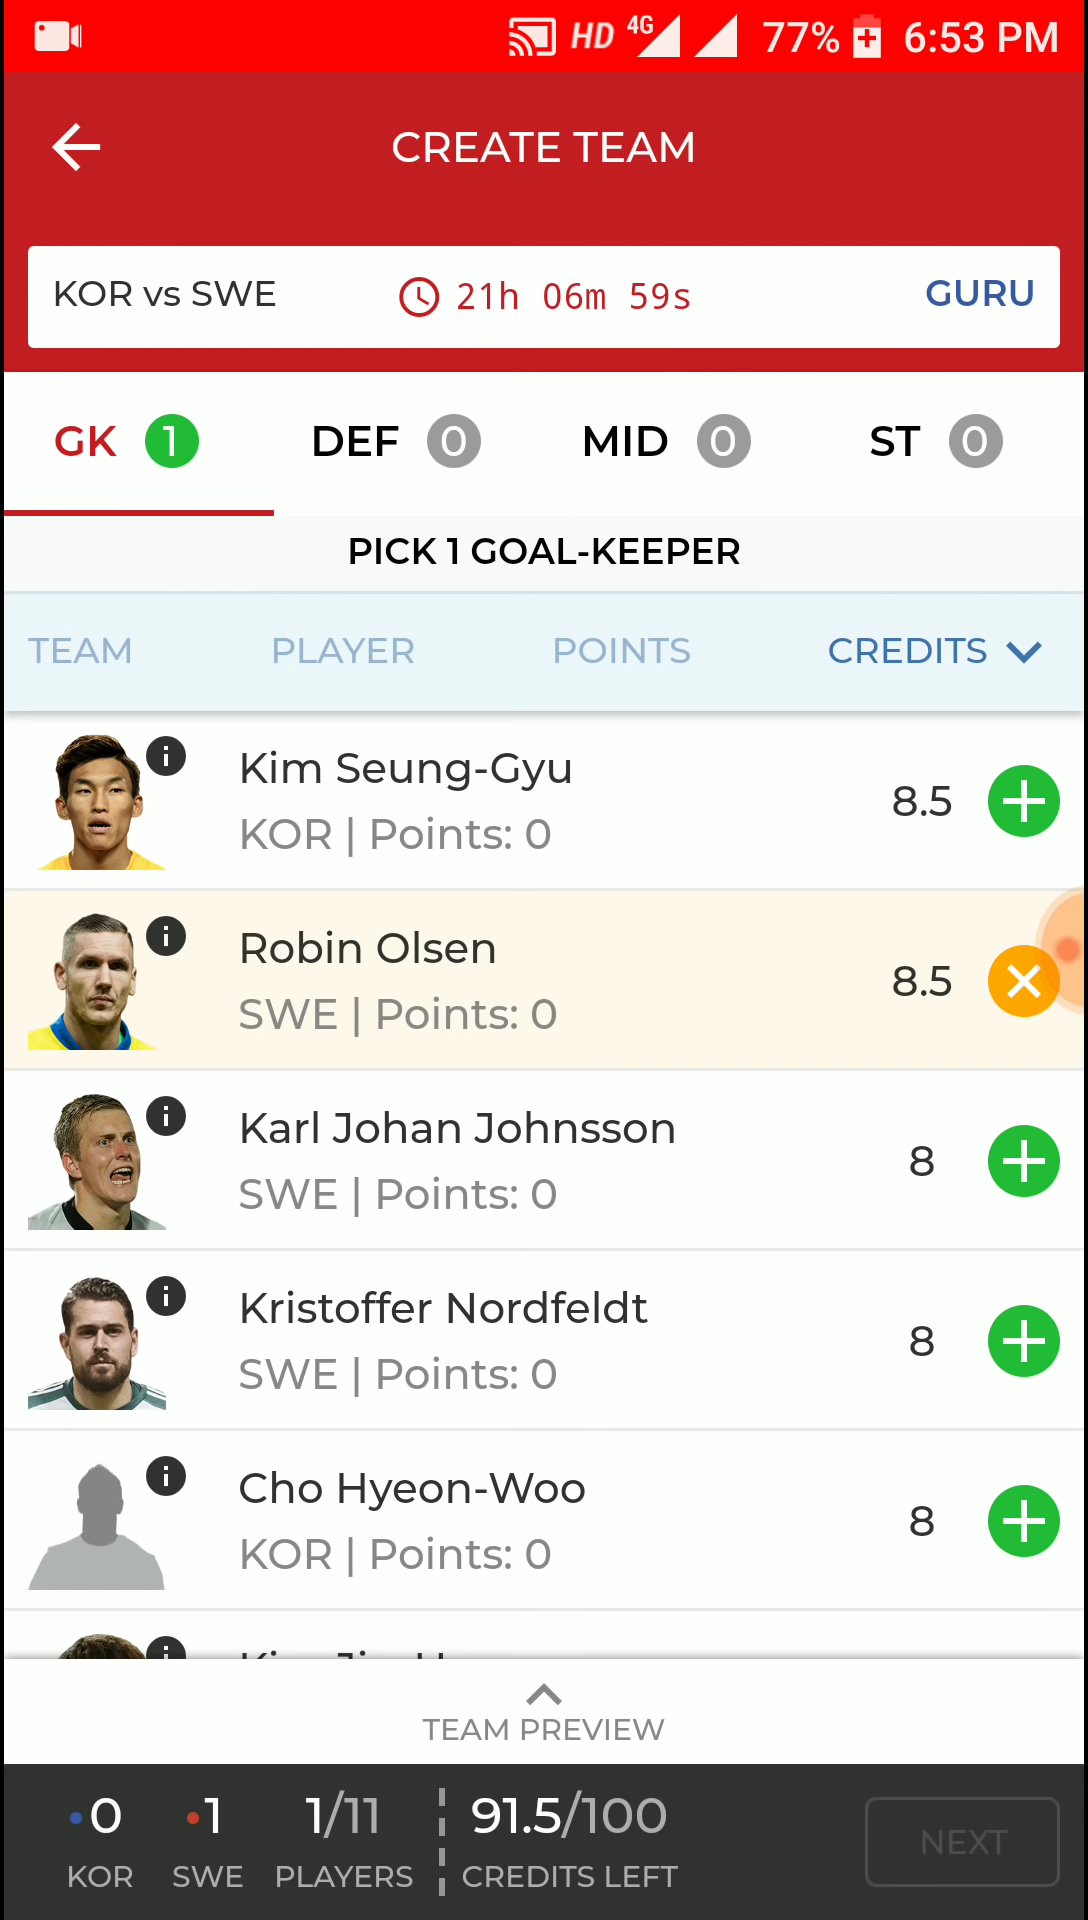 HD 4G 77% 6:53 PM
CREATE TEAM
KOR vs SWE 21h 06m 59s GURU
GK 1 DEF 0 MID 0 ST 0
PICK 1 GOAL-KEEPER
TEAM PLAYER POINTS CREDITS
i Kim Seung-Gyu
KOR | Points: 0
8.5
i Robin Olsen
SWE | Points: 0
8.5
i Karl Johan Johnsson
SWE | Points: 0
8
i Kristoffer Nordfeldt
SWE | Points: 0
8
i Cho Hyeon-Woo
KOR | Points: 0
8
TEAM PREVIEW
0 1 1/11 91.5/100
KOR SWE PLAYERS CREDITS LEFT
NEXT